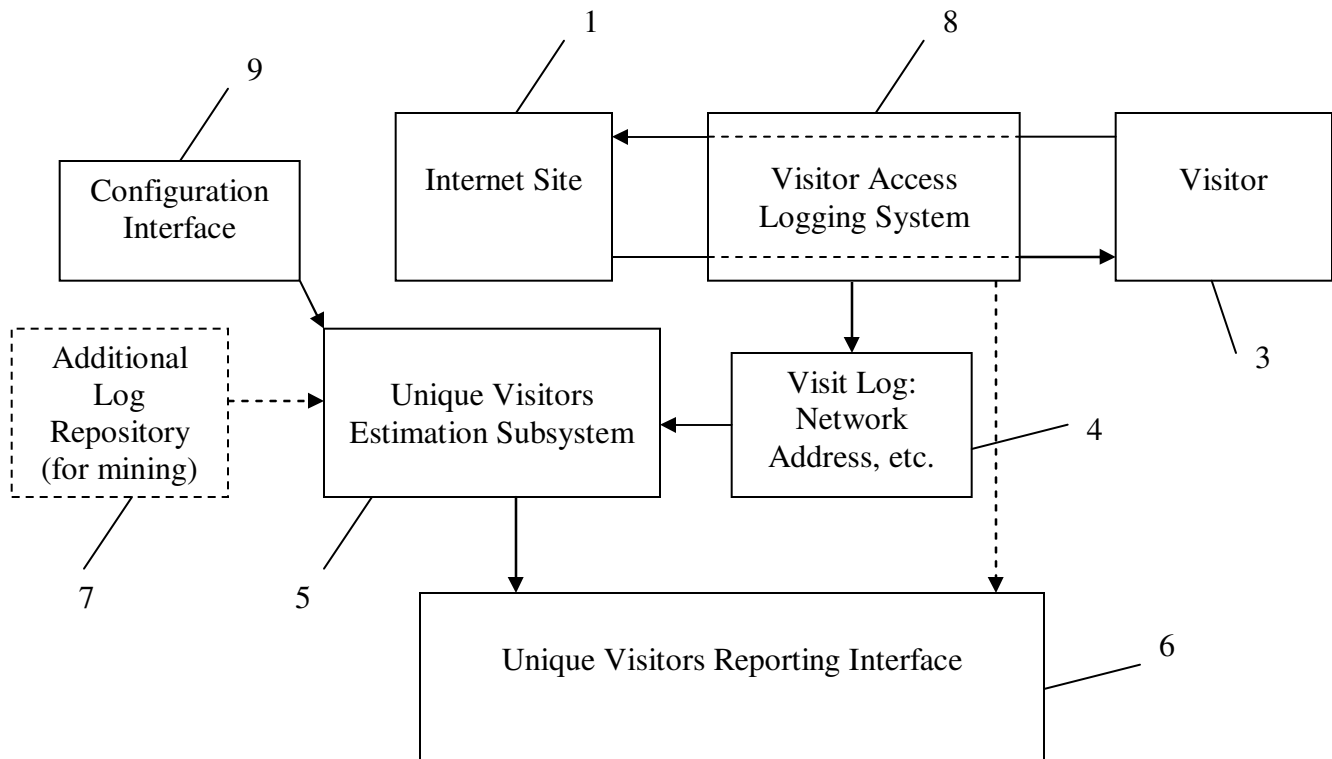 1
8
9
Configuration
Interface
Internet Site
Visitor Access
Logging System
Visitor
3
Additional
Log
Repository
(for mining)
Unique Visitors
Estimation Subsystem
Visit Log:
Network
Address, etc.
4
7
5
Unique Visitors Reporting Interface
6